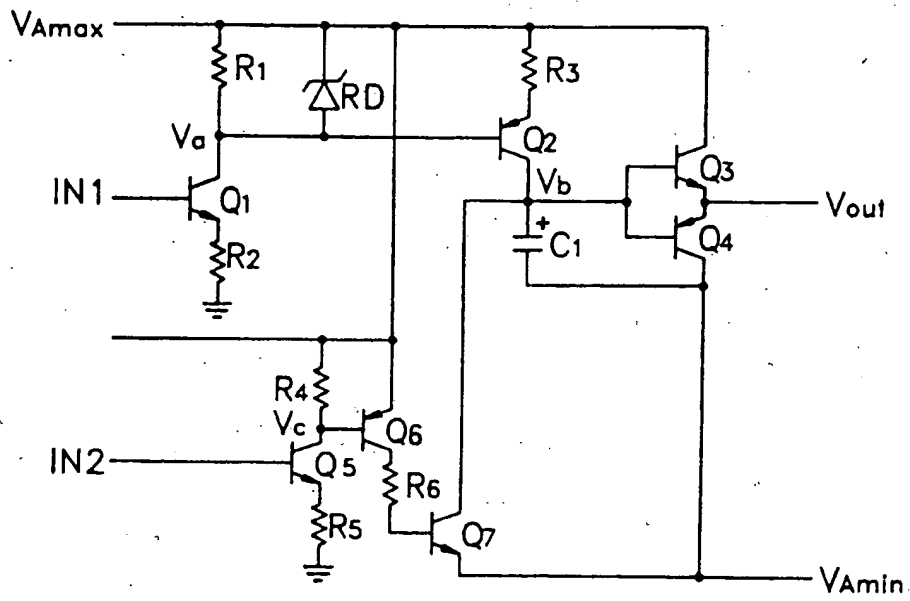 VAmax
R1
RD
R3
Va
Q2
IN1
Q1
Vb
Q3
Vout
R2
+
C1
Q4
R4
Vc
Q6
IN2
Q5
R6
R5
Q7
VAmin